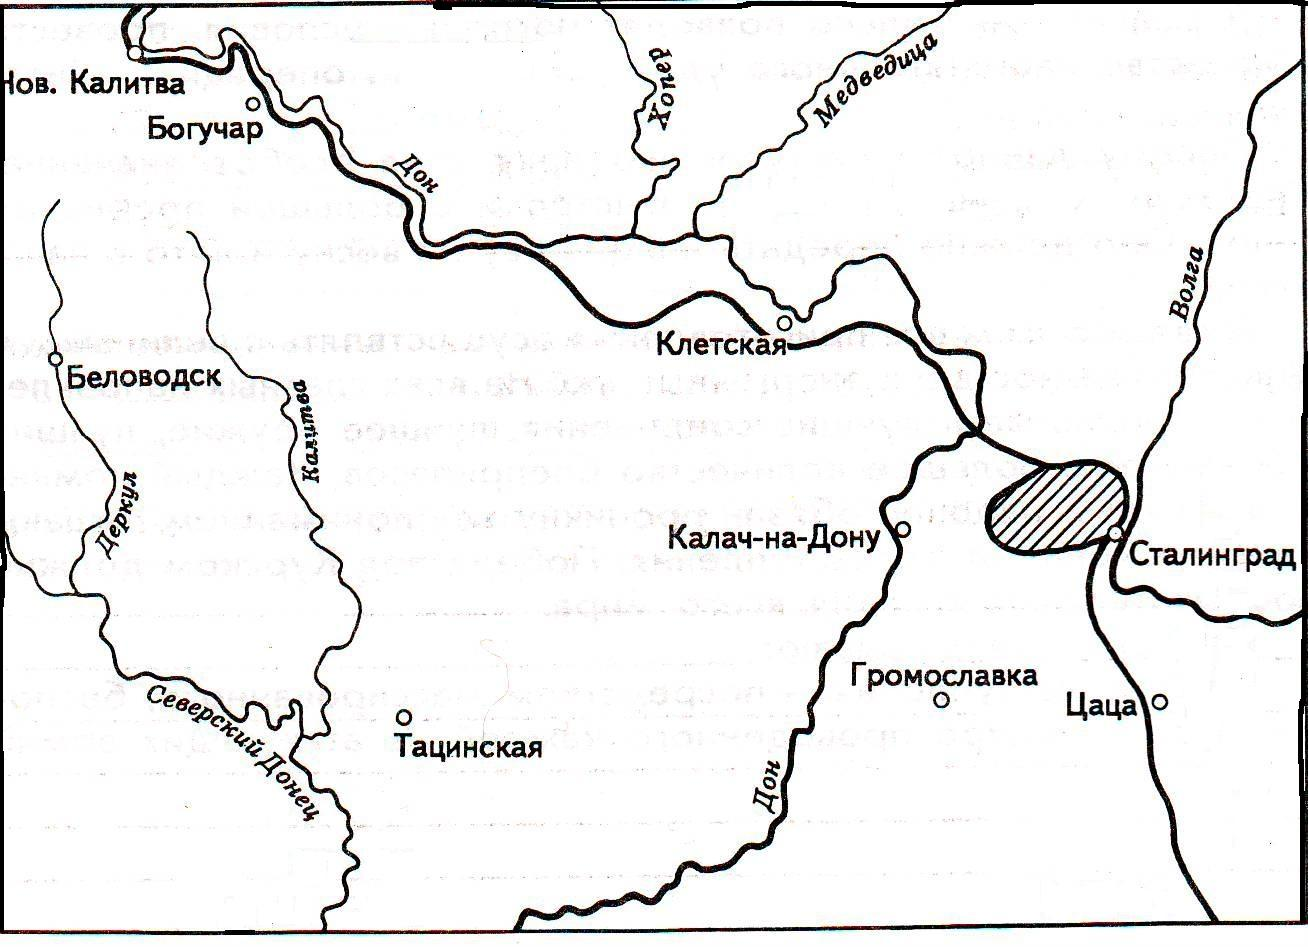 Нов. Калитва
Богучар
Дон
Хопер
Медведица
Волга
Клетская
Беловодск
Калитва
Деркул
Калач-на-Дону
Сталинград
Громославка
Цаца
Северский Донец
Тацинская
Дон